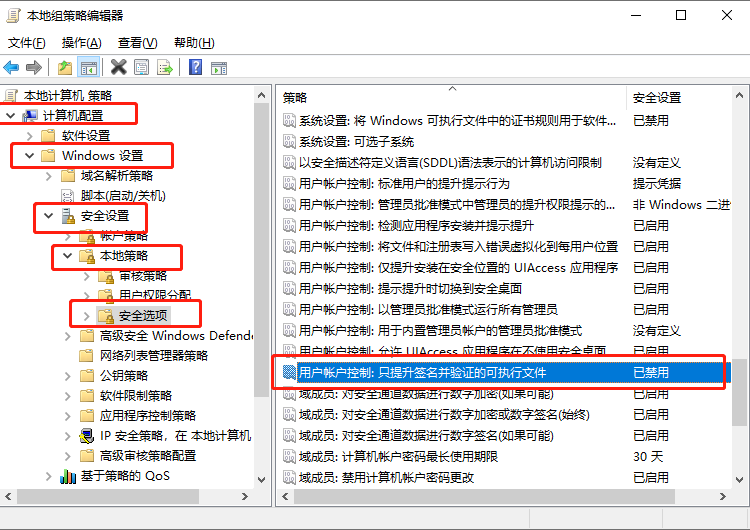 本地组策略编辑器
文件(F) 操作(A) 查看(V) 帮助(H)
本地计算机 策略
计算机配置
软件设置
Windows 设置
域名解析策略
脚本(启动/关机)
安全设置
帐户策略
本地策略
审核策略
用户权限分配
安全选项
高级安全 Windows Defende
网络列表管理器策略
公钥策略
软件限制策略
应用程序控制策略
IP 安全策略，在 本地计算机
高级审核策略配置
基于策略的 QoS
策略 安全设置
系统设置: 将 Windows 可执行文件中的证书规则用于软件... 已禁用
系统设置: 可选子系统
以安全描述符定义语言(SDDL)语法表示的计算机访问限制 没有定义
用户帐户控制: 标准用户的提升提示行为 提示凭据
用户帐户控制: 管理员批准模式中管理员的提升权限提示的... 非 Windows 二进
用户帐户控制: 检测应用程序安装并提示提升 已启用
用户帐户控制: 将文件和注册表写入错误虚拟化到每用户位置 已启用
用户帐户控制: 仅提升安装在安全位置的 UIAccess 应用程序 已启用
用户帐户控制: 提示提升时切换到安全桌面 已启用
用户帐户控制: 以管理员批准模式运行所有管理员 已启用
用户帐户控制: 用于内置管理员帐户的管理员批准模式 没有定义
用户帐户控制: 允许 UIAccess 应用程序在不使用安全桌面 已禁用
用户帐户控制: 只提升签名并验证的可执行文件 已禁用
域成员: 对安全通道数据进行数字加密(如果可能) 已启用
域成员: 对安全通道数据进行数字加密或数字签名(始终) 已启用
域成员: 对安全通道数据进行数字签名(如果可能) 已启用
域成员: 计算机帐户密码最长使用期限 30 天
域成员: 禁用计算机帐户密码更改 已启用